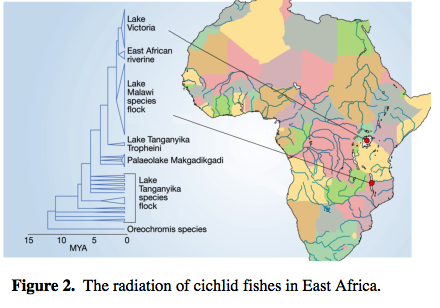 Lake
Victoria
East African
riverine
Lake
Malawi
species
flock
Lake Tanganyika
Tropheini
Palaeolake Makgadikgadi
Lake
Tanganyika
species
flock
Oreochromis species
15 10 5 0
MYA
Figure 2. The radiation of cichlid fishes in East Africa.